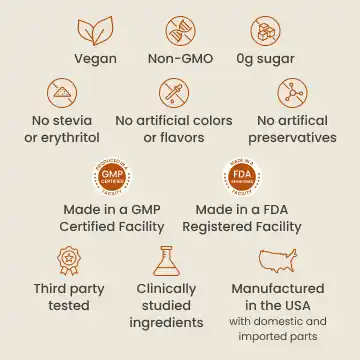 Vegan
Non-GMO
0g sugar
No stevia
or erythritol
No artificial colors
or flavors
No artifical
preservatives
PRODUCED IN A
GMP
CERTIFIED
FACILITY
MADE IN A
FDA
REGISTERED
FACILITY
Made in a GMP
Certified Facility
Made in a FDA
Registered Facility
Third party
tested
Clinically
studied
ingredients
Manufactured
in the USA
with domestic and
imported parts